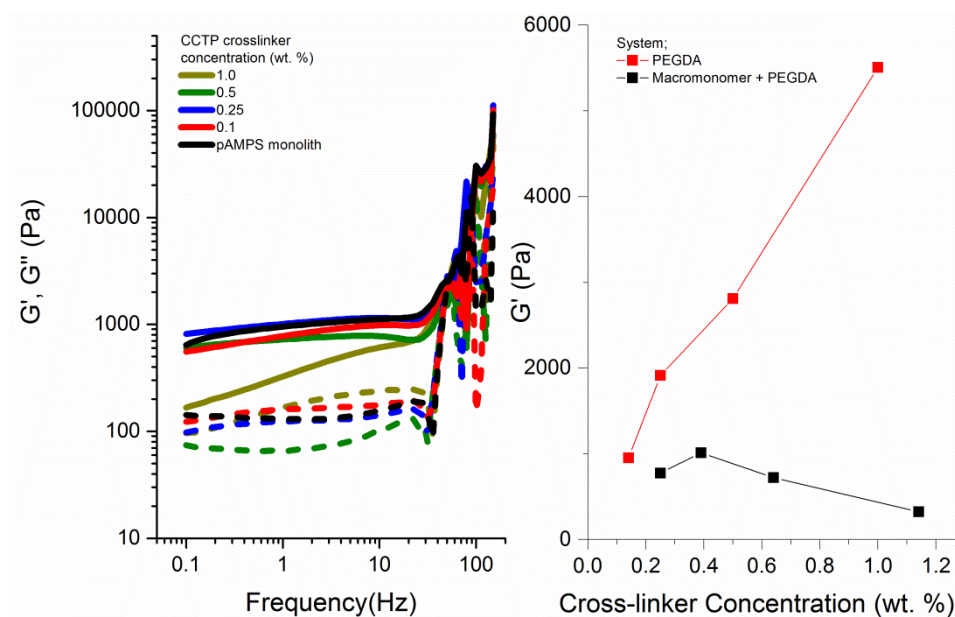 CCTP crosslinker
concentration (wt. %)
1.0
0.5
0.25
0.1
pAMPS monolith
G', G" (Pa)
100000
10000
1000
100
10
0.1
1
10
100
Frequency(Hz)
System;
PEGDA
Macromonomer + PEGDA
G' (Pa)
6000
4000
2000
0
0.0
0.2
0.4
0.6
0.8
1.0
1.2
Cross-linker Concentration (wt. %)